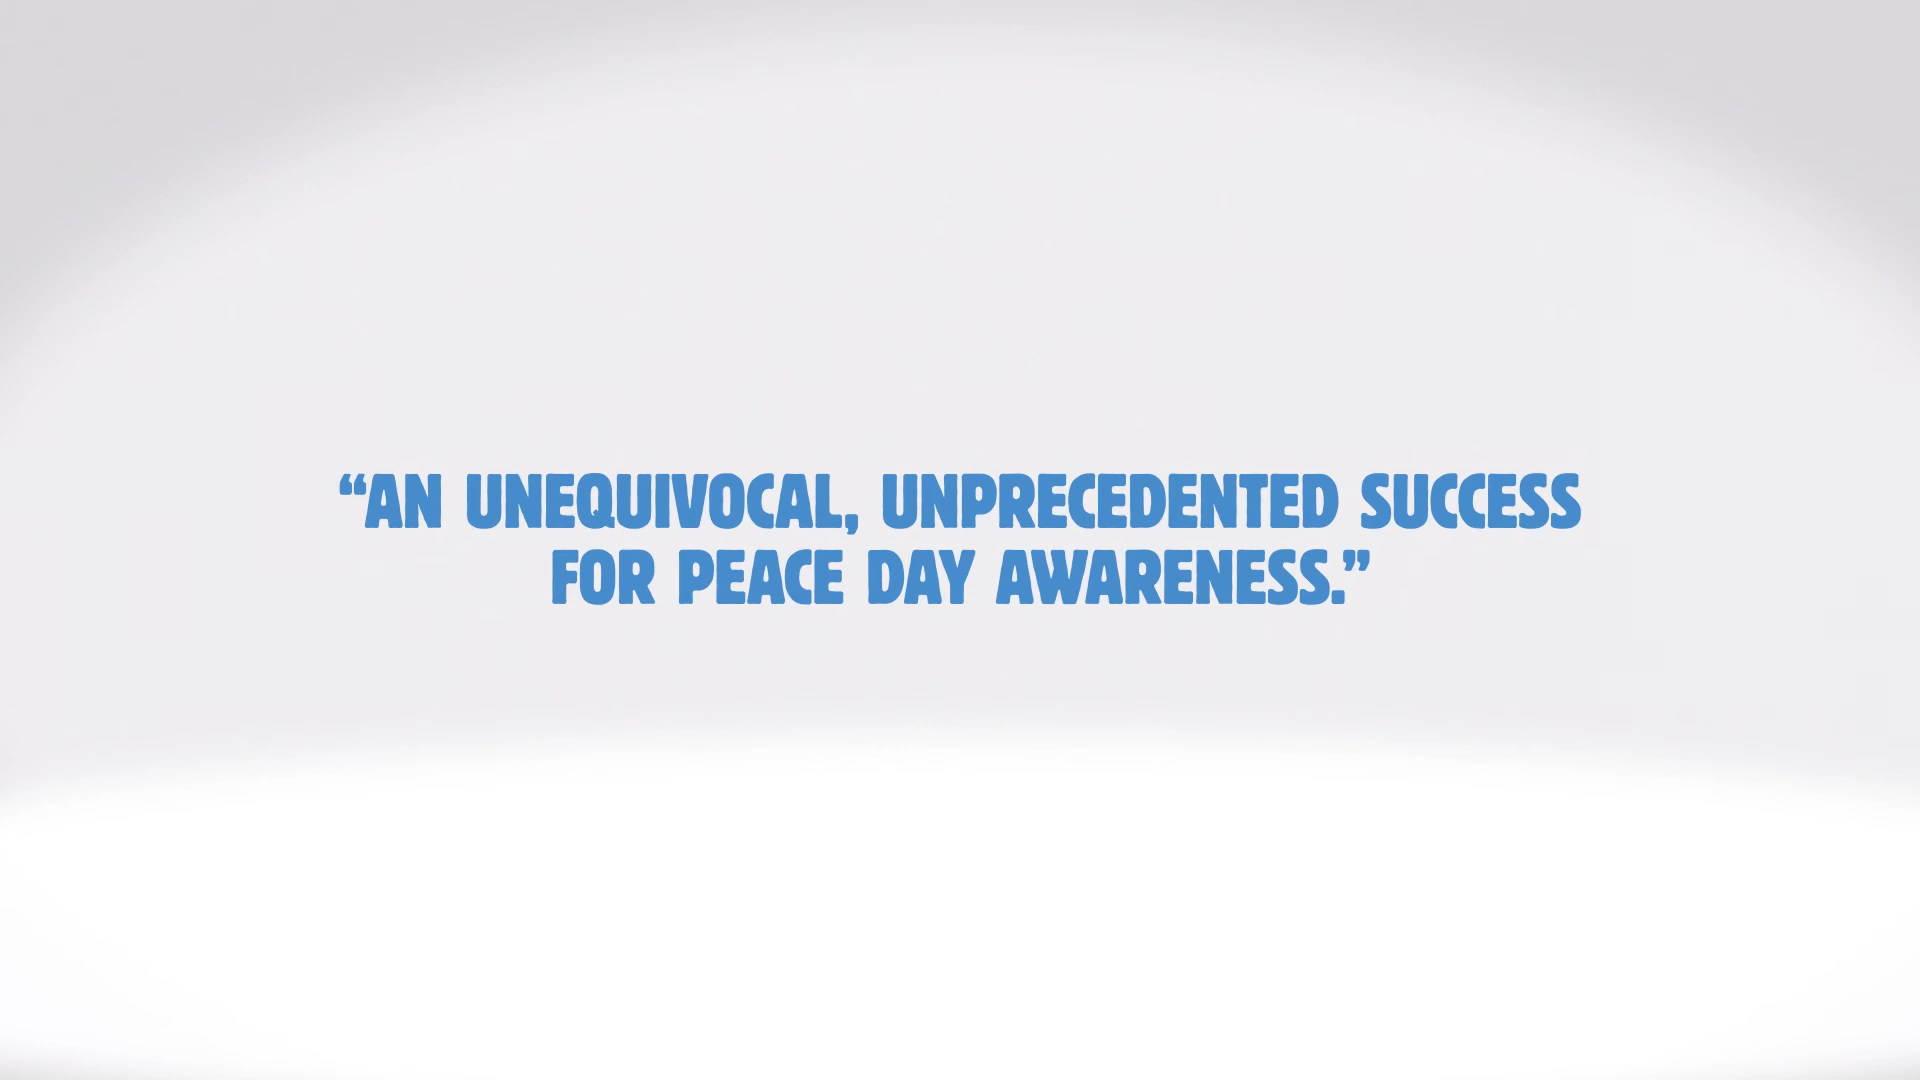 “AN UNEQUIVOCAL, UNPRECEDENTED SUCCESS
FOR PEACE DAY AWARENESS.”